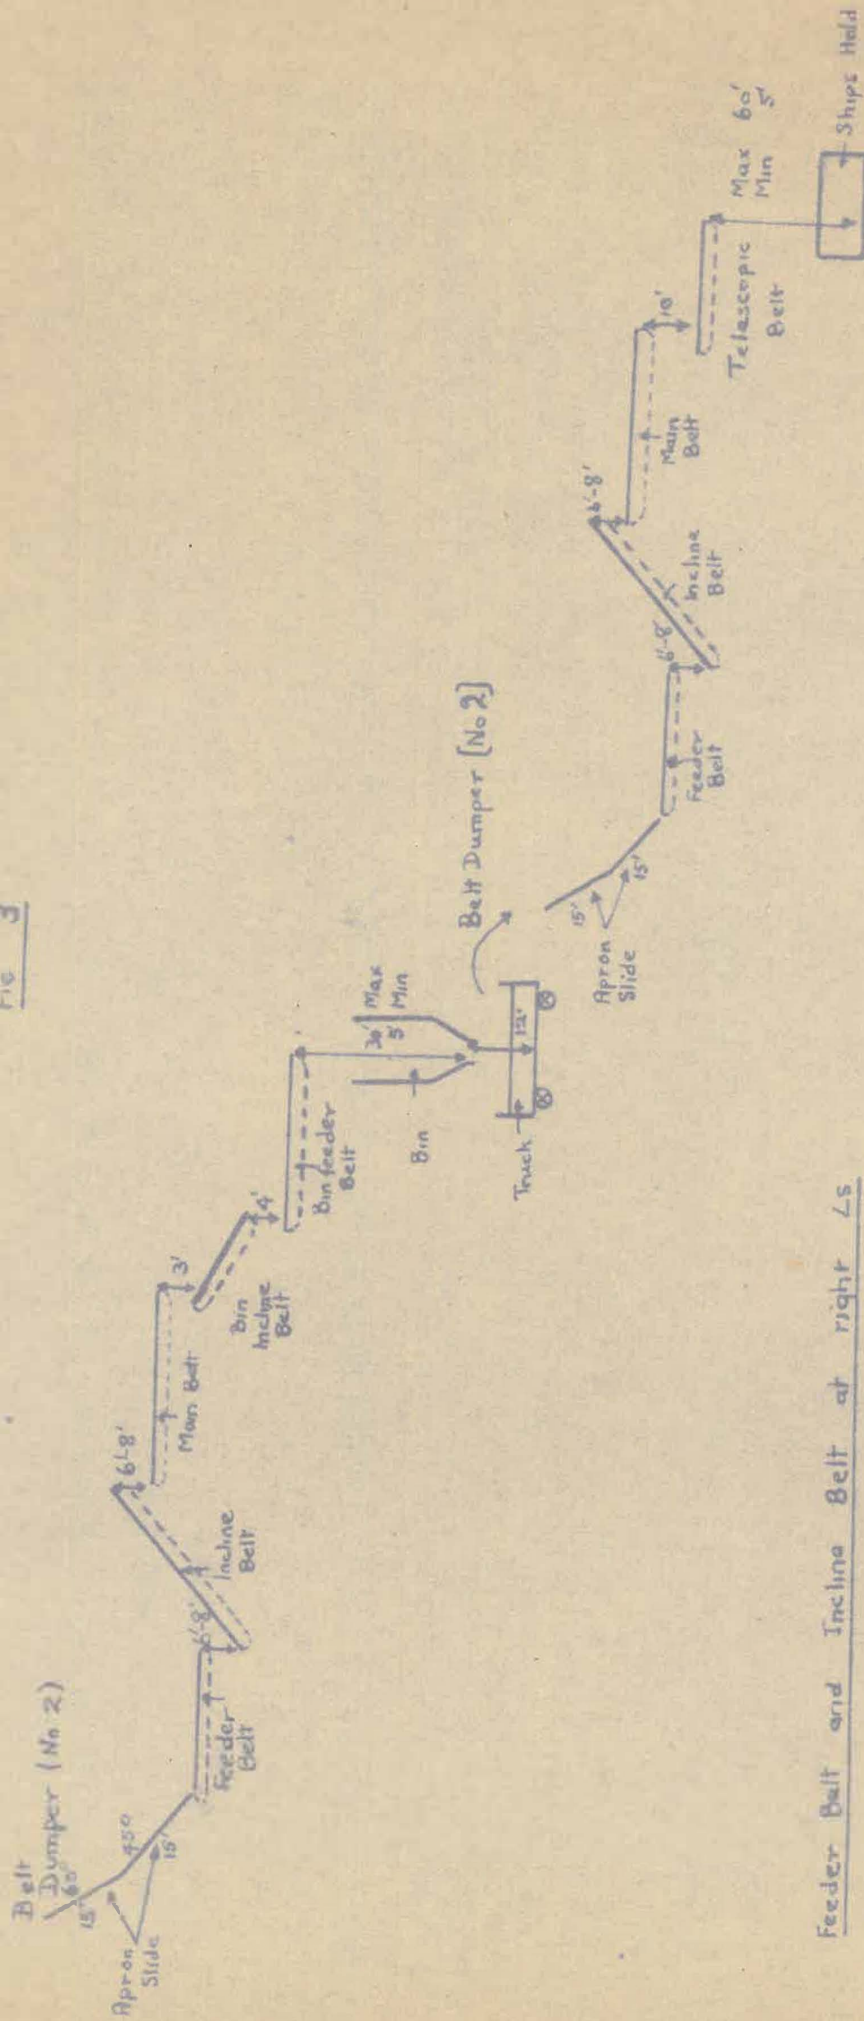 FIG 3
Belt
Dumper (No. 2)
60°
15'
45°
15'
Apron
Slide
Feeder
Belt
6'-8'
Incline
Belt
6'-8'
Main Belt
3'
Bin
Incline
Belt
4'
Bin feeder
Belt
30' Max
5' Min
Bin
12'
Truck
Belt Dumper [No 2]
15'
15'
Apron
Slide
Feeder
Belt
6'-8'
Incline
Belt
6'-8'
Main
Belt
10'
Telescopic
Belt
Max 60'
Min 5'
Ships Hold
Feeder Belt and Incline Belt at right ∠s